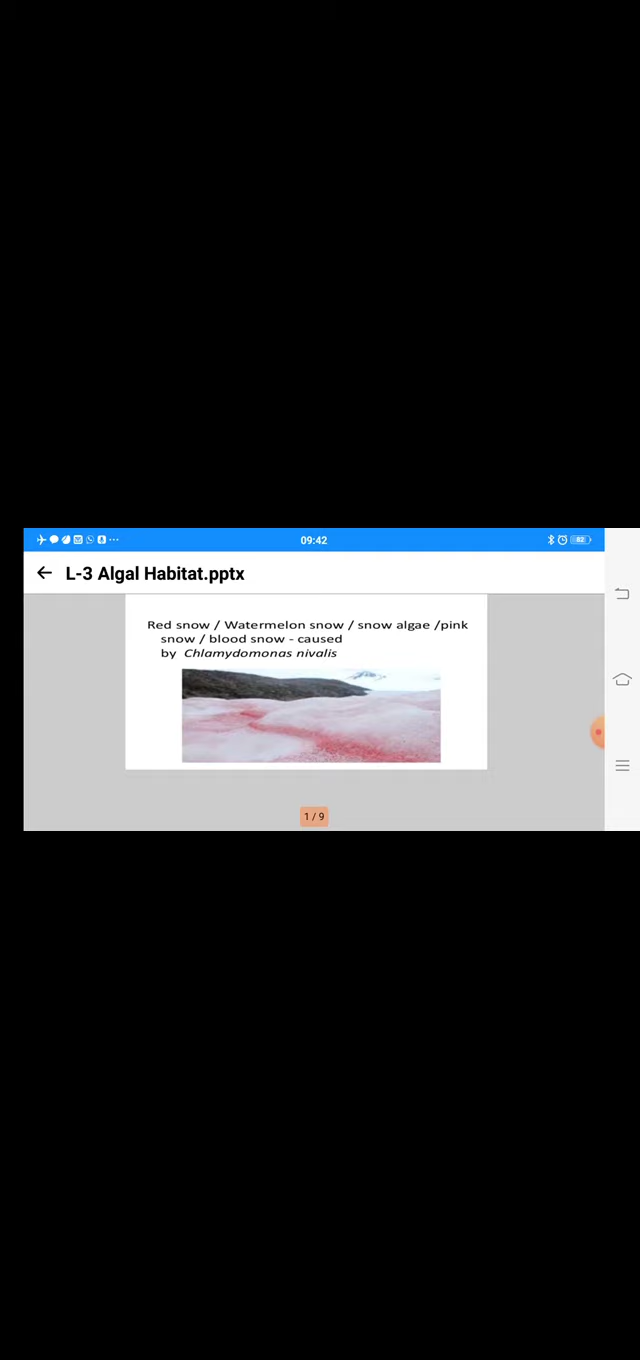 09:42
82
L-3 Algal Habitat.pptx
Red snow / Watermelon snow / snow algae /pink
snow / blood snow - caused
by Chlamydomonas nivalis
1 / 9